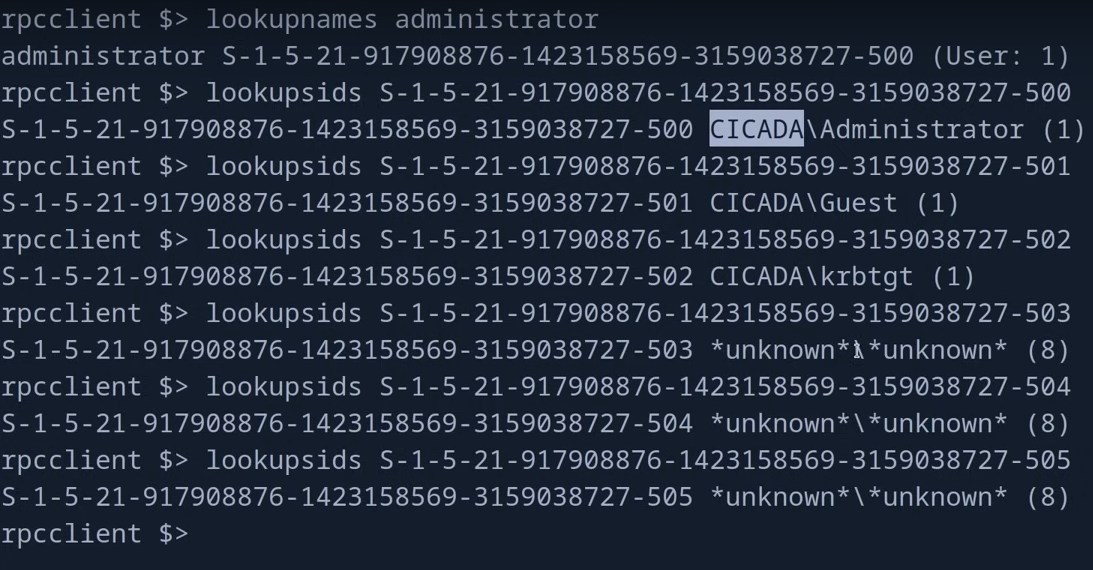 rpcclient $> lookupnames administrator
administrator S-1-5-21-917908876-1423158569-3159038727-500 (User: 1)
rpcclient $> lookupsids S-1-5-21-917908876-1423158569-3159038727-500
S-1-5-21-917908876-1423158569-3159038727-500 CICADA\Administrator (1)
rpcclient $> lookupsids S-1-5-21-917908876-1423158569-3159038727-501
S-1-5-21-917908876-1423158569-3159038727-501 CICADA\Guest (1)
rpcclient $> lookupsids S-1-5-21-917908876-1423158569-3159038727-502
S-1-5-21-917908876-1423158569-3159038727-502 CICADA\krbtgt (1)
rpcclient $> lookupsids S-1-5-21-917908876-1423158569-3159038727-503
S-1-5-21-917908876-1423158569-3159038727-503 *unknown*\*unknown* (8)
rpcclient $> lookupsids S-1-5-21-917908876-1423158569-3159038727-504
S-1-5-21-917908876-1423158569-3159038727-504 *unknown*\*unknown* (8)
rpcclient $> lookupsids S-1-5-21-917908876-1423158569-3159038727-505
S-1-5-21-917908876-1423158569-3159038727-505 *unknown*\*unknown* (8)
rpcclient $>